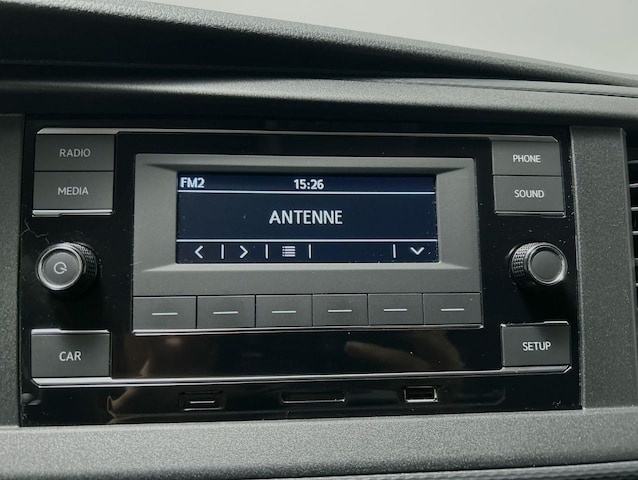 RADIO
PHONE
MEDIA
SOUND
FM2 15:26
ANTENNE
CAR
SETUP